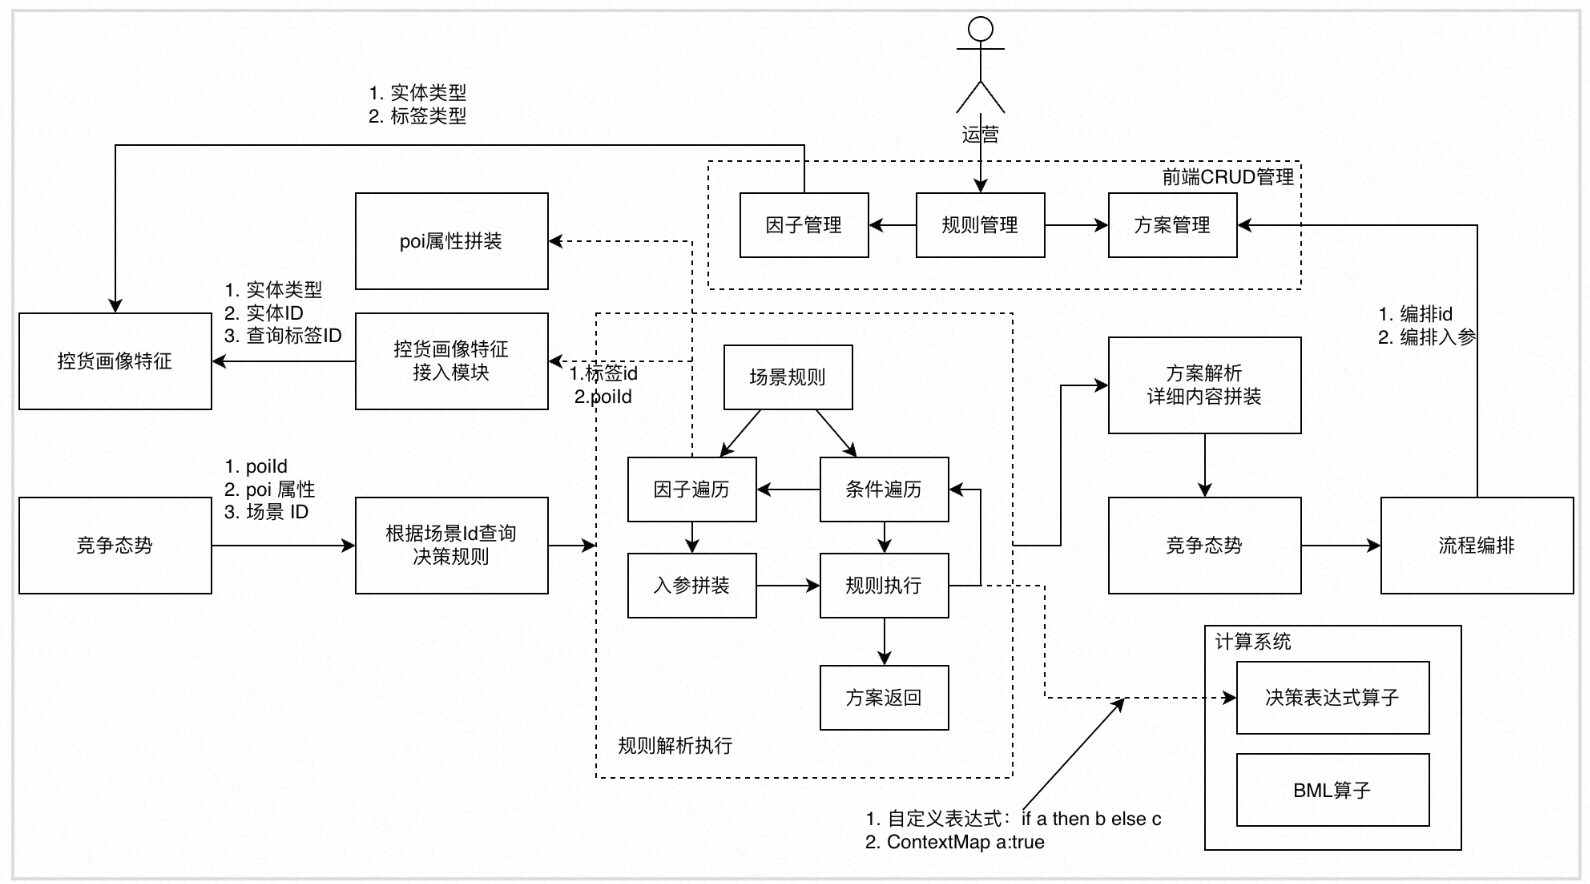 1. 实体类型
2. 标签类型
运营
前端CRUD管理
因子管理
规则管理
方案管理
poi属性拼装
1. 实体类型
2. 实体ID
3. 查询标签ID
控货画像特征
控货画像特征
接入模块
1.标签id
2.poiId
场景规则
方案解析
详细内容拼装
1. 编排id
2. 编排入参
1. poiId
2. poi 属性
3. 场景 ID
竞争态势
根据场景Id查询
决策规则
因子遍历
条件遍历
入参拼装
规则执行
方案返回
规则解析执行
竞争态势
流程编排
计算系统
决策表达式算子
BML算子
1. 自定义表达式：if a then b else c
2. ContextMap a:true